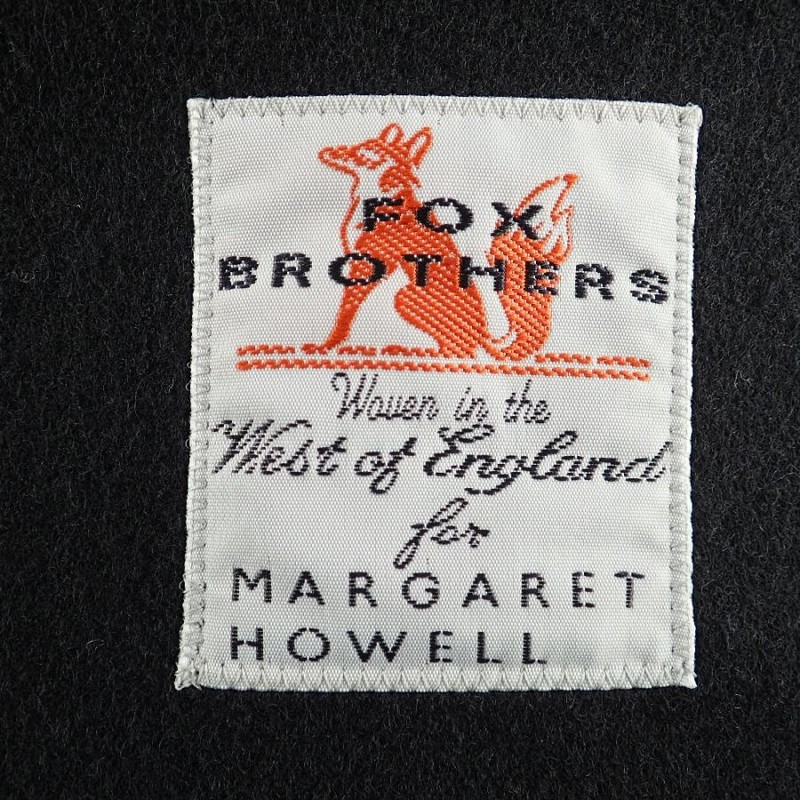 FOX
BROTHERS
Woven in the
West of England
for
MARGARET
HOWELL